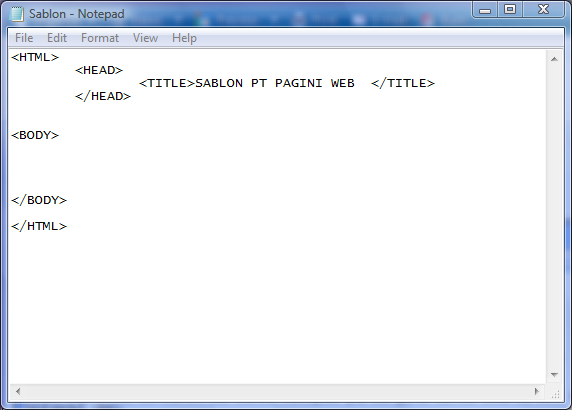 Sablon - Notepad
File Edit Format View Help
<HTML>
<HEAD>
<TITLE>SABLON PT PAGINI WEB </TITLE>
</HEAD>
<BODY>
</BODY>
</HTML>